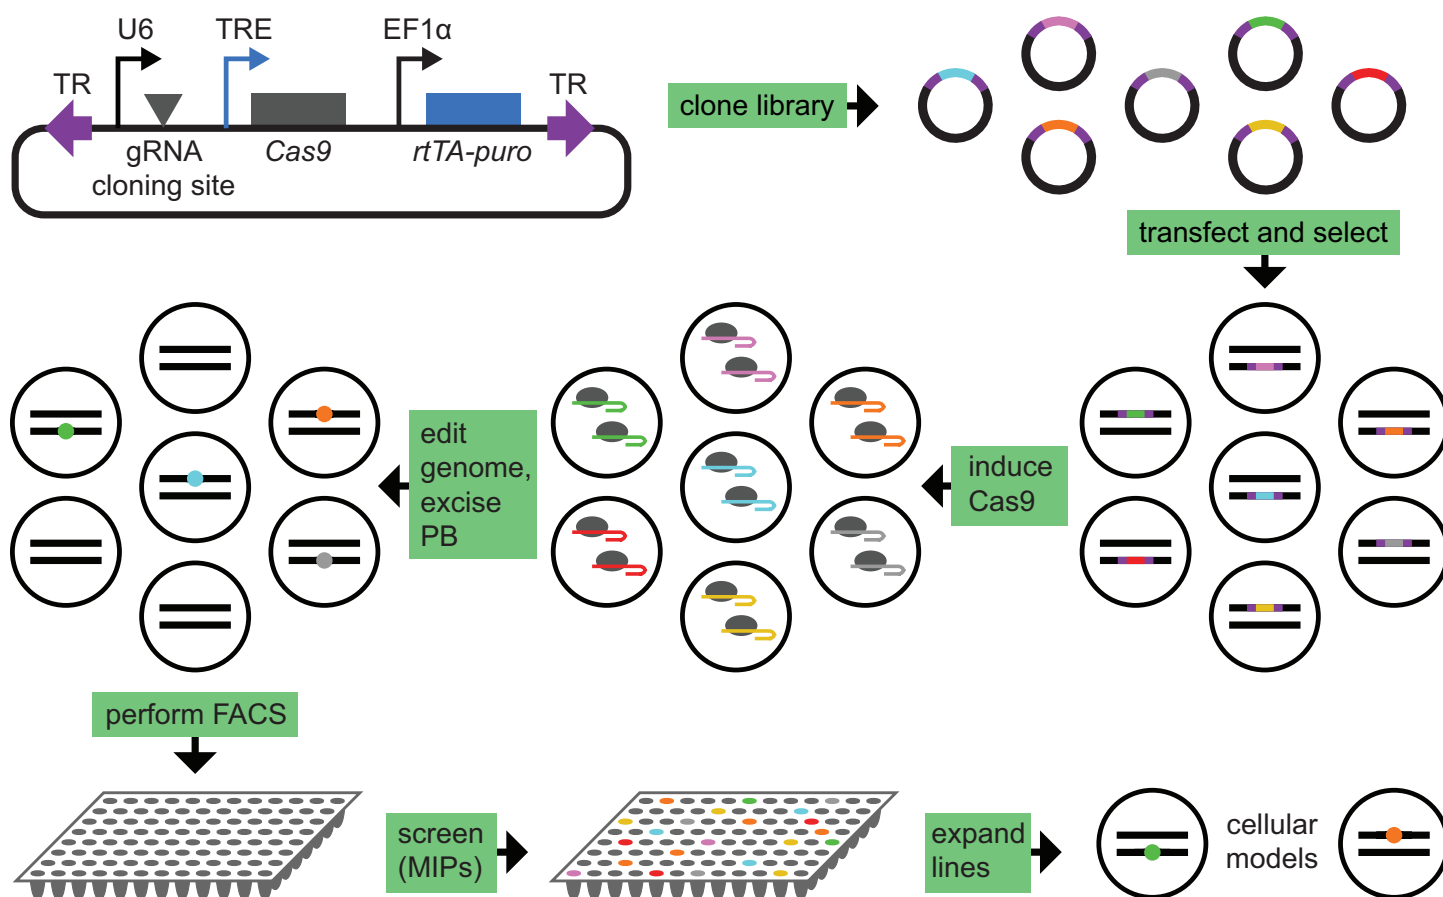 U6 TRE EF1α
TR TR
gRNA
cloning site
Cas9 rtTA-puro
clone library
transfect and select
induce
Cas9
edit
genome,
excise
PB
perform FACS
screen
(MIPs)
expand
lines
cellular
models